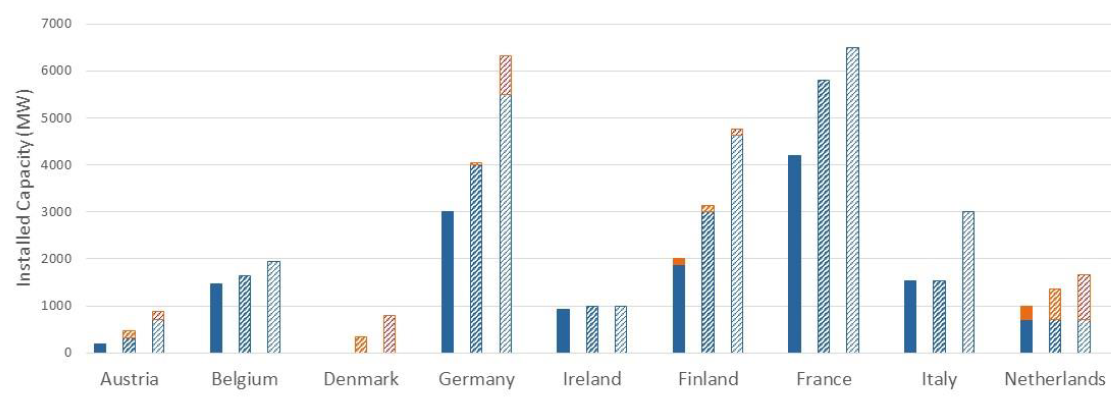 7000
6000
5000
4000
3000
2000
1000
0
Installed Capacity (MW)
Austria
Belgium
Denmark
Germany
Ireland
Finland
France
Italy
Netherlands